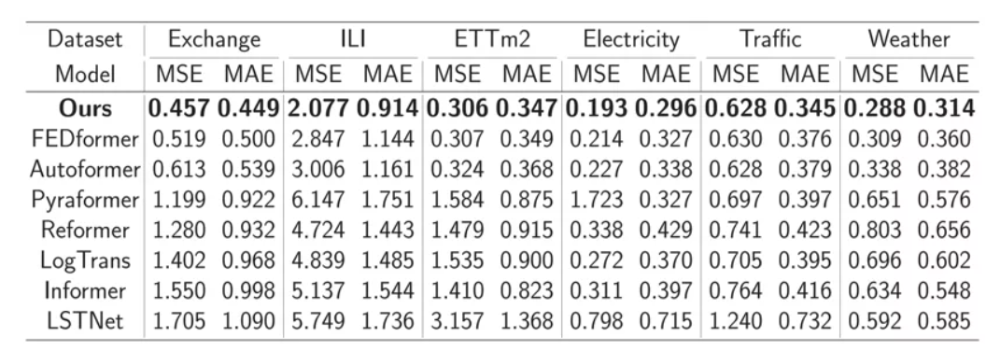 Dataset Exchange ILI ETTm2 Electricity Traffic Weather
Model MSE MAE MSE MAE MSE MAE MSE MAE MSE MAE MSE MAE
Ours 0.457 0.449 2.077 0.914 0.306 0.347 0.193 0.296 0.628 0.345 0.288 0.314
FEDformer 0.519 0.500 2.847 1.144 0.307 0.349 0.214 0.327 0.630 0.376 0.309 0.360
Autoformer 0.613 0.539 3.006 1.161 0.324 0.368 0.227 0.338 0.628 0.379 0.338 0.382
Pyraformer 1.199 0.922 6.147 1.751 1.584 0.875 1.723 0.327 0.697 0.397 0.651 0.576
Reformer 1.280 0.932 4.724 1.443 1.479 0.915 0.338 0.429 0.741 0.423 0.803 0.656
LogTrans 1.402 0.968 4.839 1.485 1.535 0.900 0.272 0.370 0.705 0.395 0.696 0.602
Informer 1.550 0.998 5.137 1.544 1.410 0.823 0.311 0.397 0.764 0.416 0.634 0.548
LSTNet 1.705 1.090 5.749 1.736 3.157 1.368 0.798 0.715 1.240 0.732 0.592 0.585